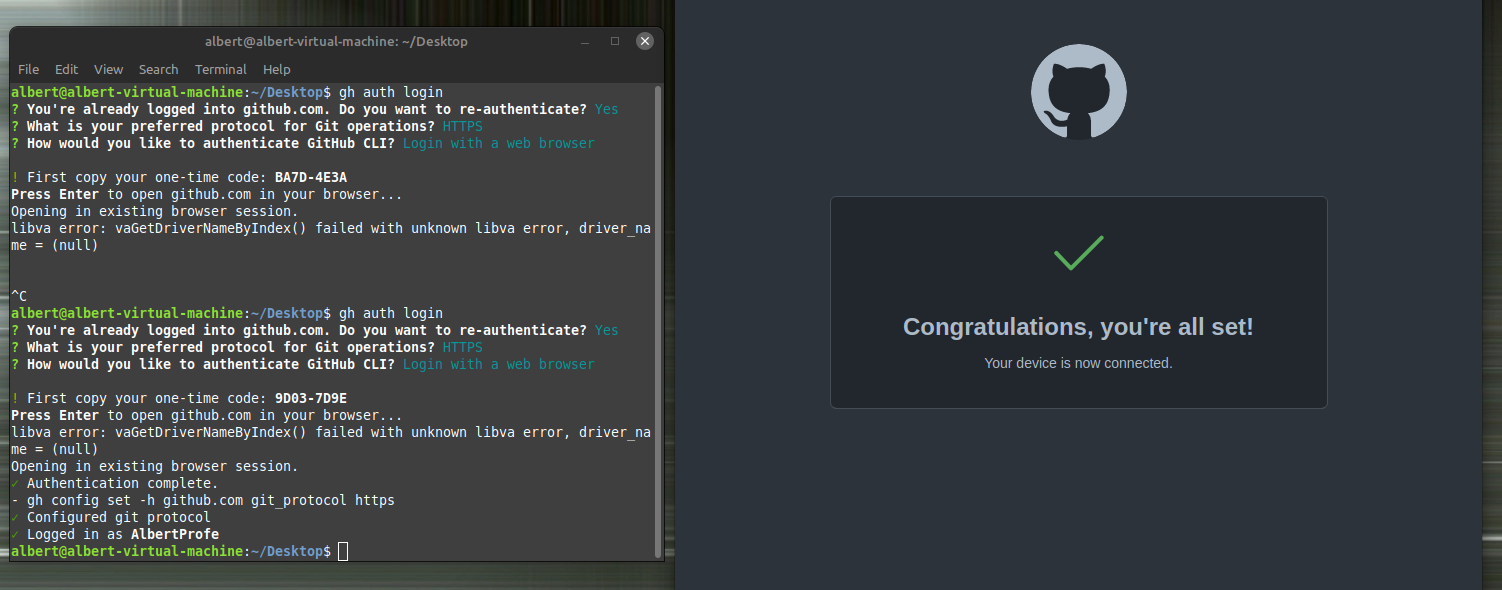 albert@albert-virtual-machine: ~/Desktop
File Edit View Search Terminal Help
albert@albert-virtual-machine:~/Desktop$ gh auth login
? You're already logged into github.com. Do you want to re-authenticate? Yes
? What is your preferred protocol for Git operations? HTTPS
? How would you like to authenticate GitHub CLI? Login with a web browser
! First copy your one-time code: BA7D-4E3A
Press Enter to open github.com in your browser...
Opening in existing browser session.
libva error: vaGetDriverNameByIndex() failed with unknown libva error, driver_na
me = (null)
^C
albert@albert-virtual-machine:~/Desktop$ gh auth login
? You're already logged into github.com. Do you want to re-authenticate? Yes
? What is your preferred protocol for Git operations? HTTPS
? How would you like to authenticate GitHub CLI? Login with a web browser
! First copy your one-time code: 9D03-7D9E
Press Enter to open github.com in your browser...
libva error: vaGetDriverNameByIndex() failed with unknown libva error, driver_na
me = (null)
Opening in existing browser session.
✓ Authentication complete.
- gh config set -h github.com git_protocol https
✓ Configured git protocol
✓ Logged in as AlbertProfe
albert@albert-virtual-machine:~/Desktop$
Congratulations, you're all set!
Your device is now connected.